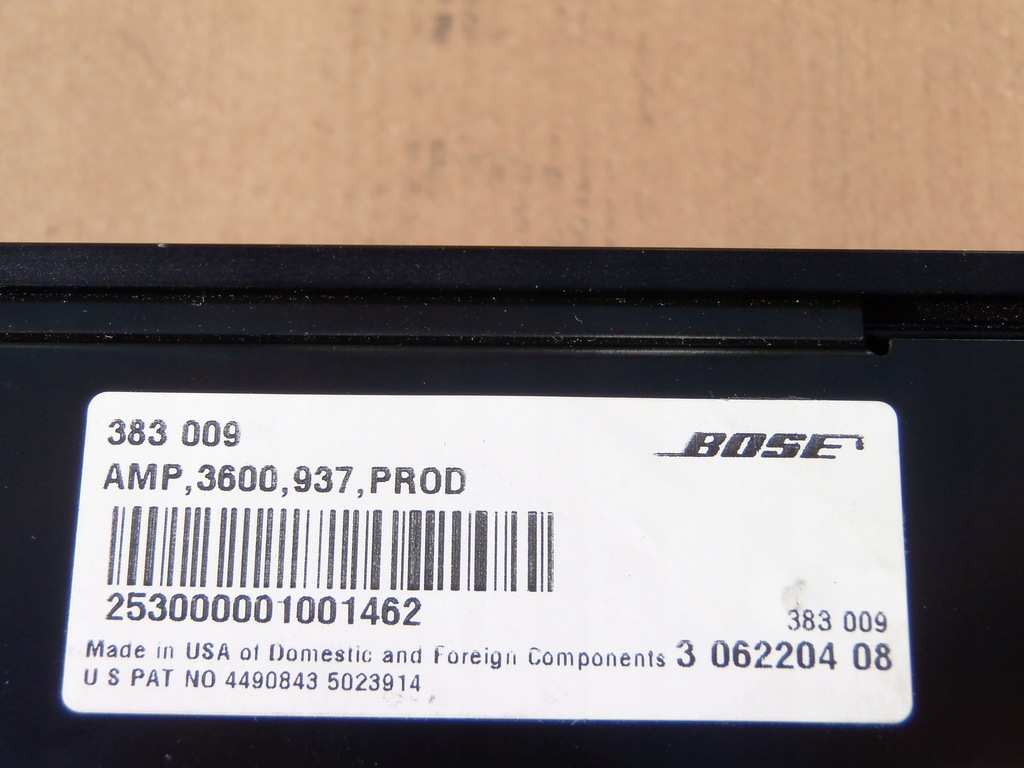 383 009
BOSE
AMP,3600,937,PROD
253000001001462
383 009
Made in USA of Domestic and Foreign Components 3 062204 08
U S PAT NO 4490843 5023914